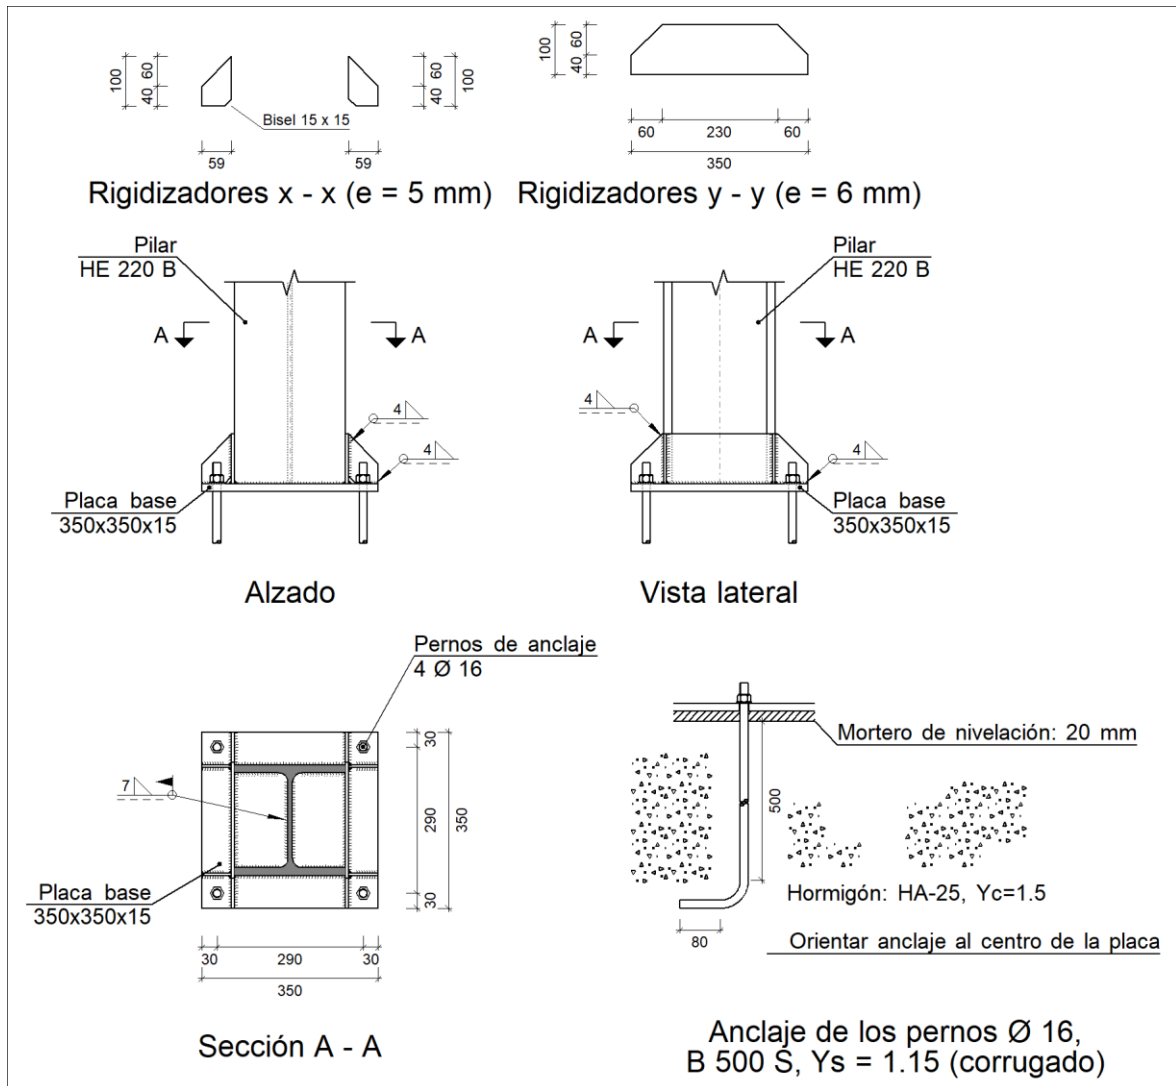 100
60
40
60
40
100
Bisel 15 x 15
59
59
Rigidizadores x - x (e = 5 mm)
100
60
40
60
230
60
350
Rigidizadores y - y (e = 6 mm)
Pilar
HE 220 B
A
A
4
4
Placa base
350x350x15
Alzado
Pilar
HE 220 B
A
A
4
4
Placa base
350x350x15
Vista lateral
Pernos de anclaje
4 Ø 16
7
Placa base
350x350x15
30
290
30
350
30
290
30
350
Sección A - A
Mortero de nivelación: 20 mm
500
Hormigón: HA-25, Yc=1.5
80
Orientar anclaje al centro de la placa
Anclaje de los pernos Ø 16,
B 500 S, Ys = 1.15 (corrugado)